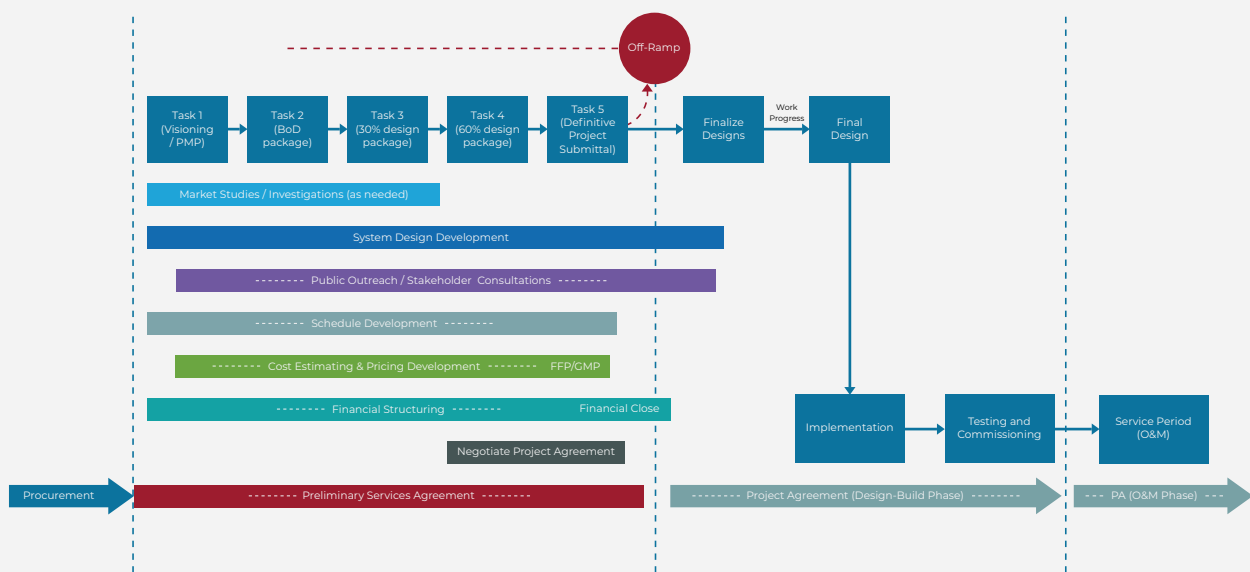 Off-Ramp
Task 1
(Visioning
/ PMP)
Task 2
(BoD
package)
Task 3
(30% design
package)
Task 4
(60% design
package)
Task 5
(Definitive
Project
Submittal)
Finalize
Designs
Work
Progress
Final
Design
Market Studies / Investigations (as needed)
System Design Development
Public Outreach / Stakeholder Consultations
Schedule Development
Cost Estimating & Pricing Development FFP/GMP
Financial Structuring Financial Close
Negotiate Project Agreement
Implementation
Testing and
Commissioning
Service Period
(O&M)
Procurement
Preliminary Services Agreement
Project Agreement (Design-Build Phase)
PA (O&M Phase)